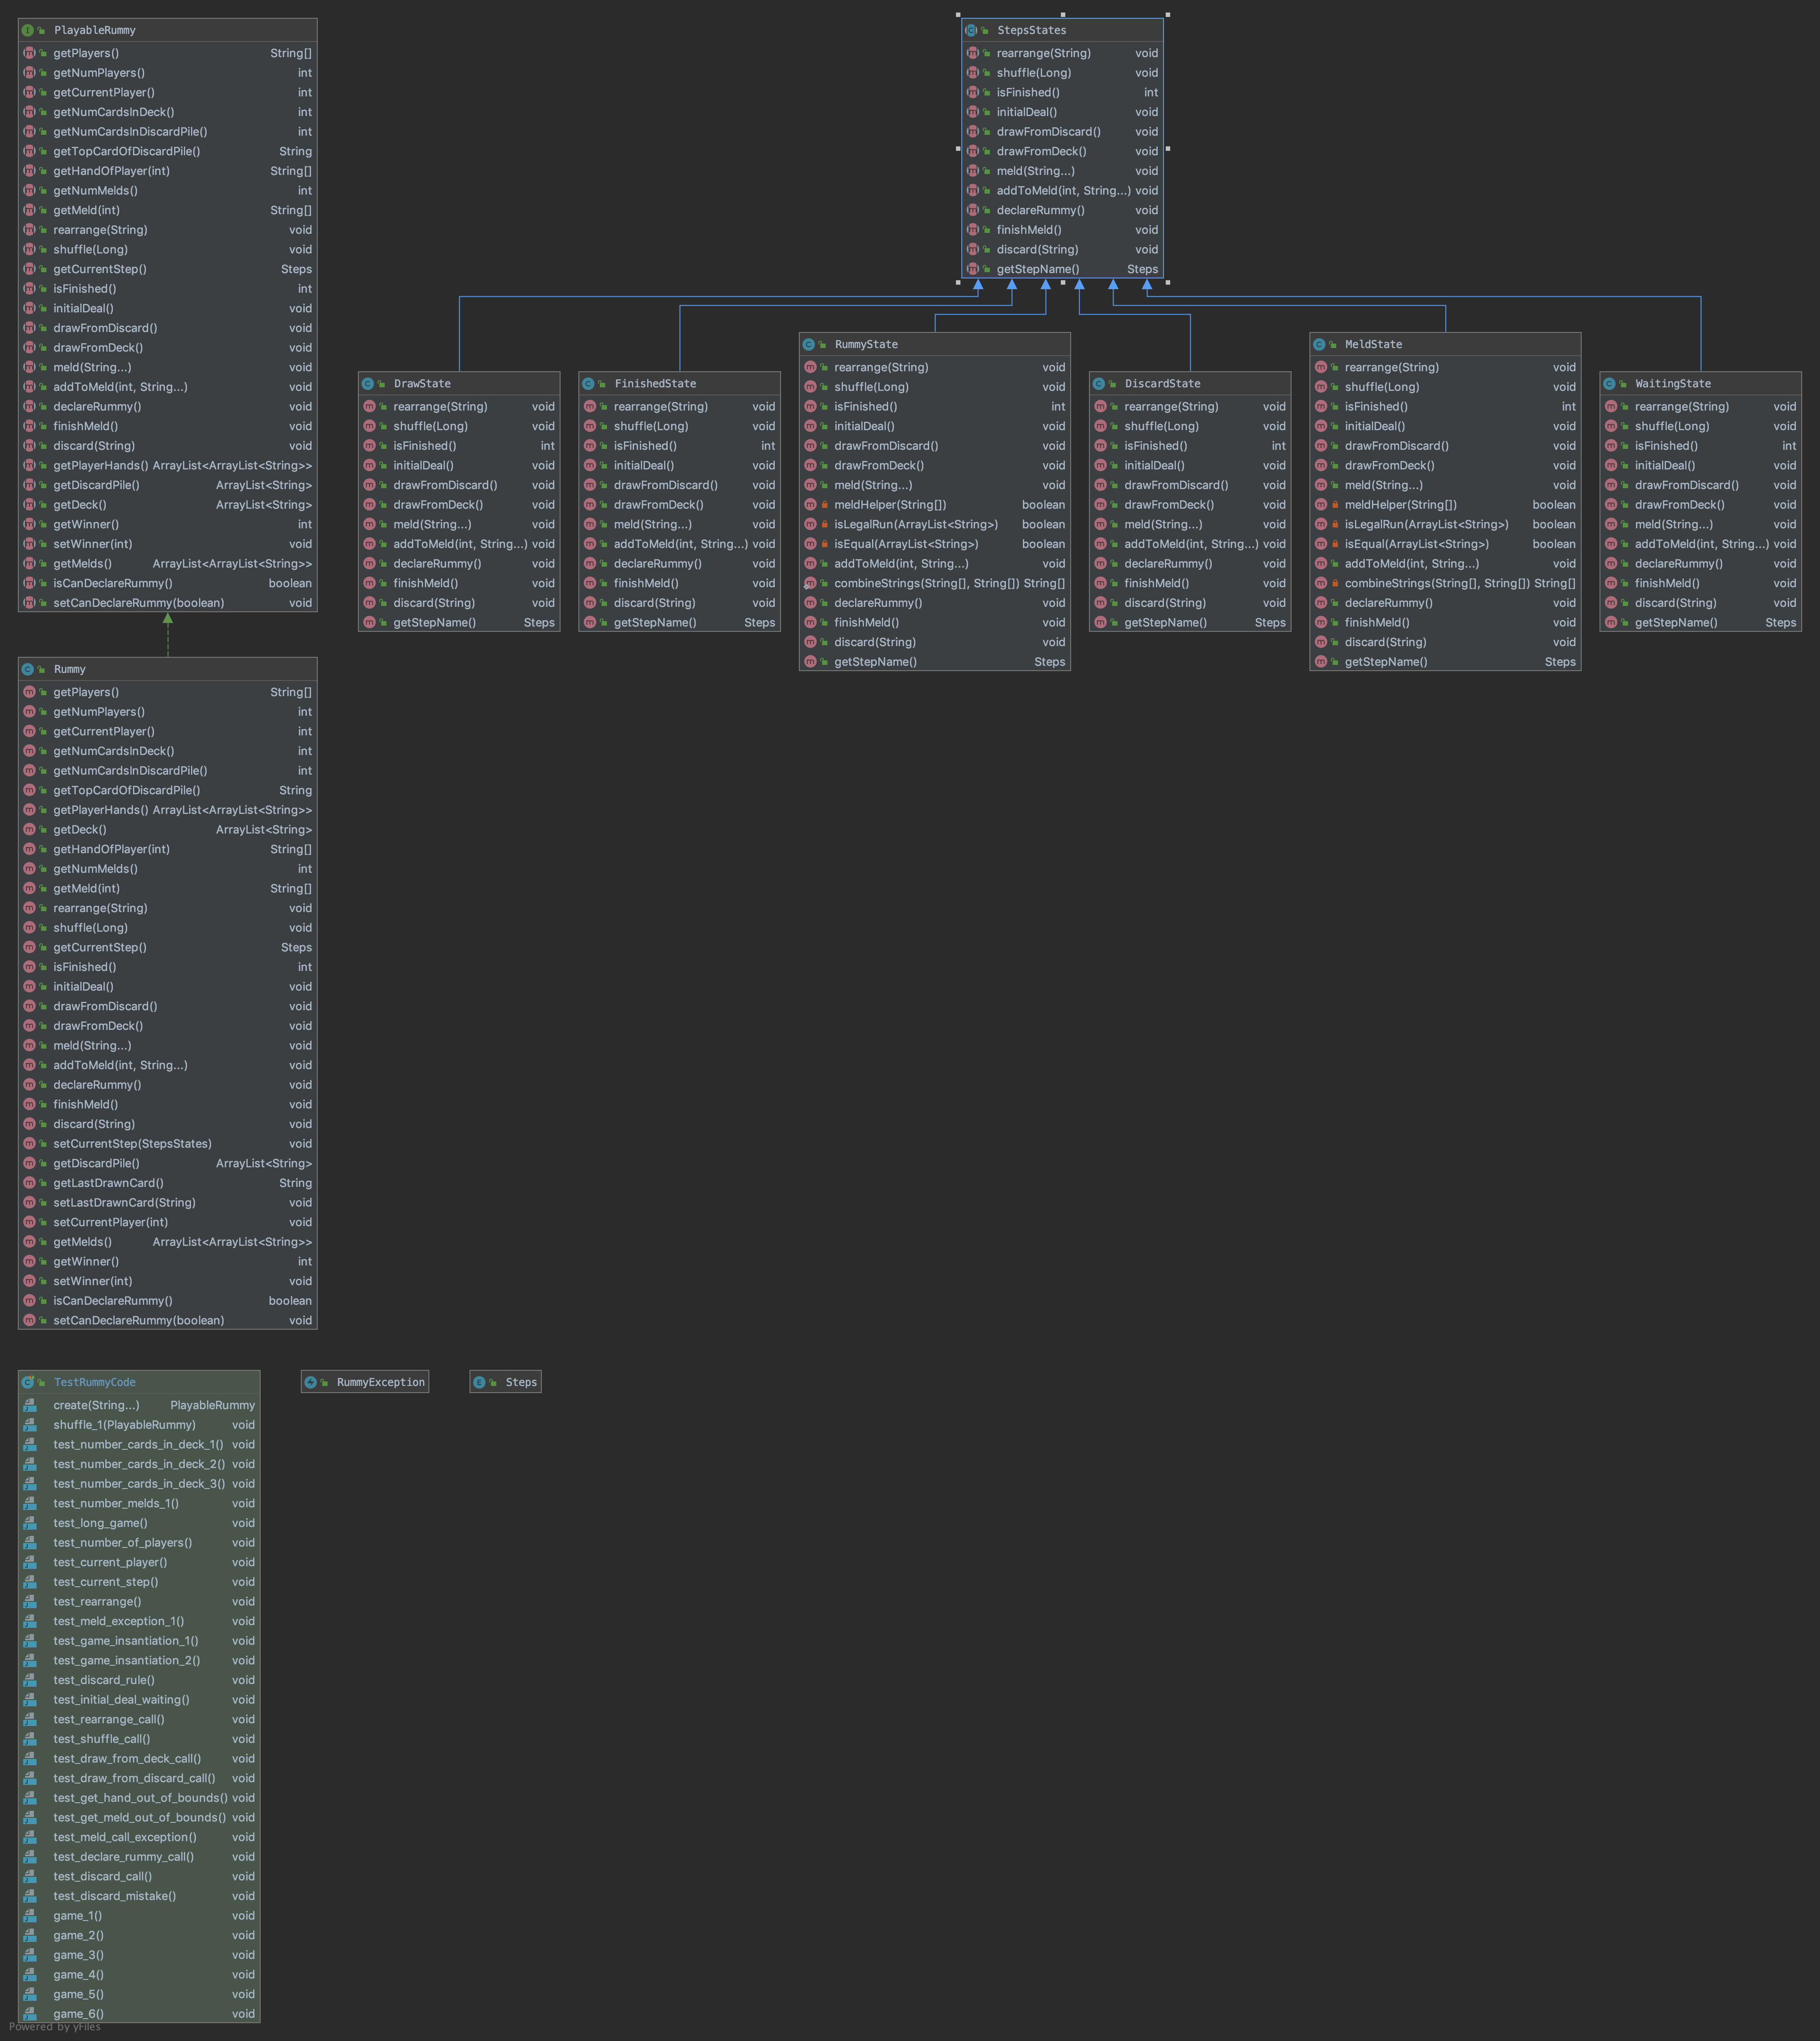 PlayableRummy
getPlayers() String[]
getNumPlayers() int
getCurrentPlayer() int
getNumCardsInDeck() int
getNumCardsInDiscardPile() int
getTopCardOfDiscardPile() String
getHandOfPlayer(int) String[]
getNumMelds() int
getMeld(int) String[]
rearrange(String) void
shuffle(Long) void
getCurrentStep() Steps
isFinished() int
initialDeal() void
drawFromDiscard() void
drawFromDeck() void
meld(String...) void
addToMeld(int, String...) void
declareRummy() void
finishMeld() void
discard(String) void
getPlayerHands() ArrayList<ArrayList<String>>
getDiscardPile() ArrayList<String>
getDeck() ArrayList<String>
getWinner() int
setWinner(int) void
getMelds() ArrayList<ArrayList<String>>
isCanDeclareRummy() boolean
setCanDeclareRummy(boolean) void
StepsStates
rearrange(String) void
shuffle(Long) void
isFinished() int
initialDeal() void
drawFromDiscard() void
drawFromDeck() void
meld(String...) void
addToMeld(int, String...) void
declareRummy() void
finishMeld() void
discard(String) void
getStepName() Steps
DrawState
rearrange(String) void
shuffle(Long) void
isFinished() int
initialDeal() void
drawFromDiscard() void
drawFromDeck() void
meld(String...) void
addToMeld(int, String...) void
declareRummy() void
finishMeld() void
discard(String) void
getStepName() Steps
FinishedState
rearrange(String) void
shuffle(Long) void
isFinished() int
initialDeal() void
drawFromDiscard() void
drawFromDeck() void
meld(String...) void
addToMeld(int, String...) void
declareRummy() void
finishMeld() void
discard(String) void
getStepName() Steps
RummyState
rearrange(String) void
shuffle(Long) void
isFinished() int
initialDeal() void
drawFromDiscard() void
drawFromDeck() void
meld(String...) void
meldHelper(String[]) boolean
isLegalRun(ArrayList<String>) boolean
isEqual(ArrayList<String>) boolean
addToMeld(int, String...) void
combineStrings(String[], String[]) String[]
declareRummy() void
finishMeld() void
discard(String) void
getStepName() Steps
DiscardState
rearrange(String) void
shuffle(Long) void
isFinished() int
initialDeal() void
drawFromDiscard() void
drawFromDeck() void
meld(String...) void
addToMeld(int, String...) void
declareRummy() void
finishMeld() void
discard(String) void
getStepName() Steps
MeldState
rearrange(String) void
shuffle(Long) void
isFinished() int
initialDeal() void
drawFromDiscard() void
drawFromDeck() void
meld(String...) void
meldHelper(String[]) boolean
isLegalRun(ArrayList<String>) boolean
isEqual(ArrayList<String>) boolean
addToMeld(int, String...) void
combineStrings(String[], String[]) String[]
declareRummy() void
finishMeld() void
discard(String) void
getStepName() Steps
WaitingState
rearrange(String) void
shuffle(Long) void
isFinished() int
initialDeal() void
drawFromDiscard() void
drawFromDeck() void
meld(String...) void
addToMeld(int, String...) void
declareRummy() void
finishMeld() void
discard(String) void
getStepName() Steps
Rummy
getPlayers() String[]
getNumPlayers() int
getCurrentPlayer() int
getNumCardsInDeck() int
getNumCardsInDiscardPile() int
getTopCardOfDiscardPile() String
getPlayerHands() ArrayList<ArrayList<String>>
getDeck() ArrayList<String>
getHandOfPlayer(int) String[]
getNumMelds() int
getMeld(int) String[]
rearrange(String) void
shuffle(Long) void
getCurrentStep() Steps
isFinished() int
initialDeal() void
drawFromDiscard() void
drawFromDeck() void
meld(String...) void
addToMeld(int, String...) void
declareRummy() void
finishMeld() void
discard(String) void
setCurrentStep(StepsStates) void
getDiscardPile() ArrayList<String>
getLastDrawnCard() String
setLastDrawnCard(String) void
setCurrentPlayer(int) void
getMelds() ArrayList<ArrayList<String>>
getWinner() int
setWinner(int) void
isCanDeclareRummy() boolean
setCanDeclareRummy(boolean) void
TestRummyCode
create(String...) PlayableRummy
shuffle_1(PlayableRummy) void
test_number_cards_in_deck_1() void
test_number_cards_in_deck_2() void
test_number_cards_in_deck_3() void
test_number_melds_1() void
test_long_game() void
test_number_of_players() void
test_current_player() void
test_current_step() void
test_rearrange() void
test_meld_exception_1() void
test_game_insantiation_1() void
test_game_insantiation_2() void
test_discard_rule() void
test_initial_deal_waiting() void
test_rearrange_call() void
test_shuffle_call() void
test_draw_from_deck_call() void
test_draw_from_discard_call() void
test_get_hand_out_of_bounds() void
test_get_meld_out_of_bounds() void
test_meld_call_exception() void
test_declare_rummy_call() void
test_discard_call() void
test_discard_mistake() void
game_1() void
game_2() void
game_3() void
game_4() void
game_5() void
game_6() void
RummyException
Steps
Powered by yFiles